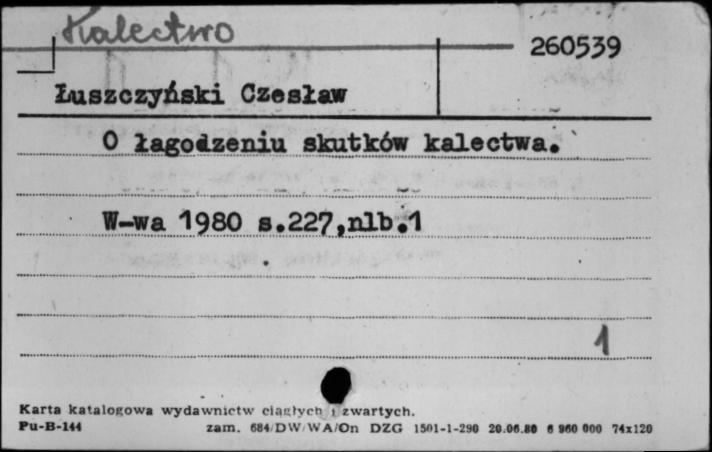 Kalectwo
260539
Łuszczyński Czesław
O łagodzeniu skutków kalectwa.
W-wa 1980 s.227,nlb.1
1
Karta katalogowa wydawnictw ciągłych i zwartych.
Pu-B-144 zam. 684/DW/WA/On DZG 1501-1-290 20.06.80 6 960 000 74x120